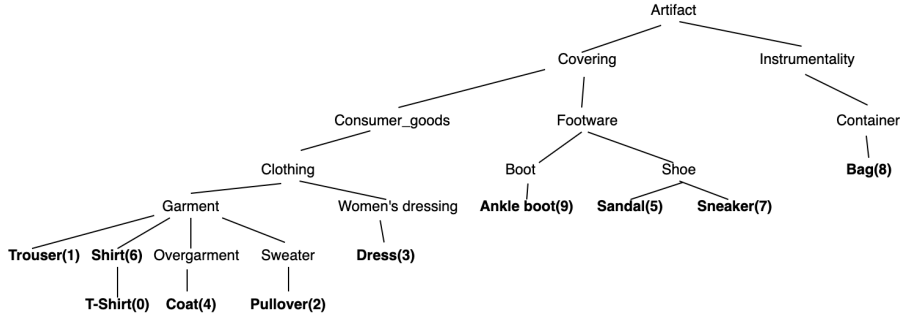 Artifact
Covering Instrumentality
Consumer_goods Footware Container
Clothing Boot Shoe Bag(8)
Garment Women's dressing Ankle boot(9) Sandal(5) Sneaker(7)
Trouser(1) Shirt(6) Overgarment Sweater Dress(3)
T-Shirt(0) Coat(4) Pullover(2)